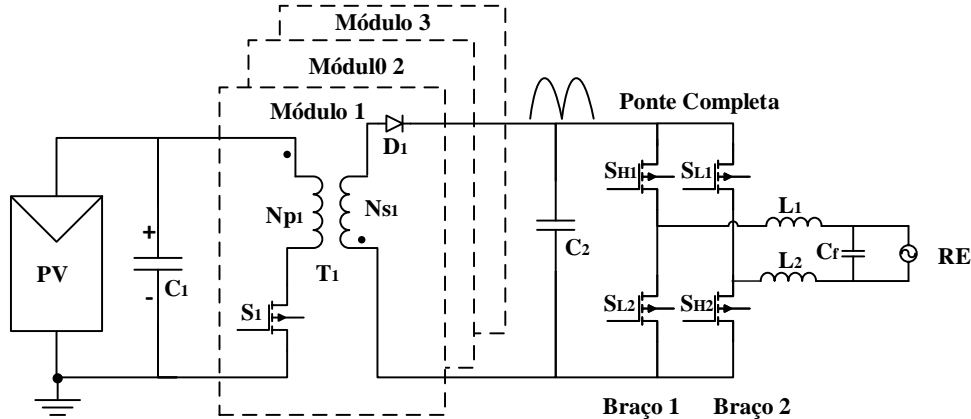 Módulo 3
Módul0 2
Módulo 1
Ponte Completa
D1
SH1
SL1
Np1
Ns1
L1
PV
+
-
C1
T1
C2
L2
Cf
RE
S1
SL2
SH2
Braço 1
Braço 2